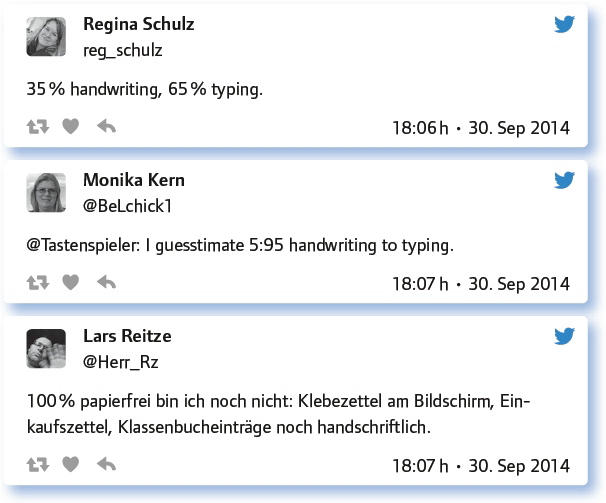 Regina Schulz
reg_schulz
35 % handwriting, 65 % typing.
18:06 h • 30. Sep 2014
Monika Kern
@BeLchick1
@Tastenspieler: I guesstimate 5:95 handwriting to typing.
18:07 h • 30. Sep 2014
Lars Reitze
@Herr_Rz
100 % papierfrei bin ich noch nicht: Klebezettel am Bildschirm, Ein-
kaufszettel, Klassenbucheinträge noch handschriftlich.
18:07 h • 30. Sep 2014